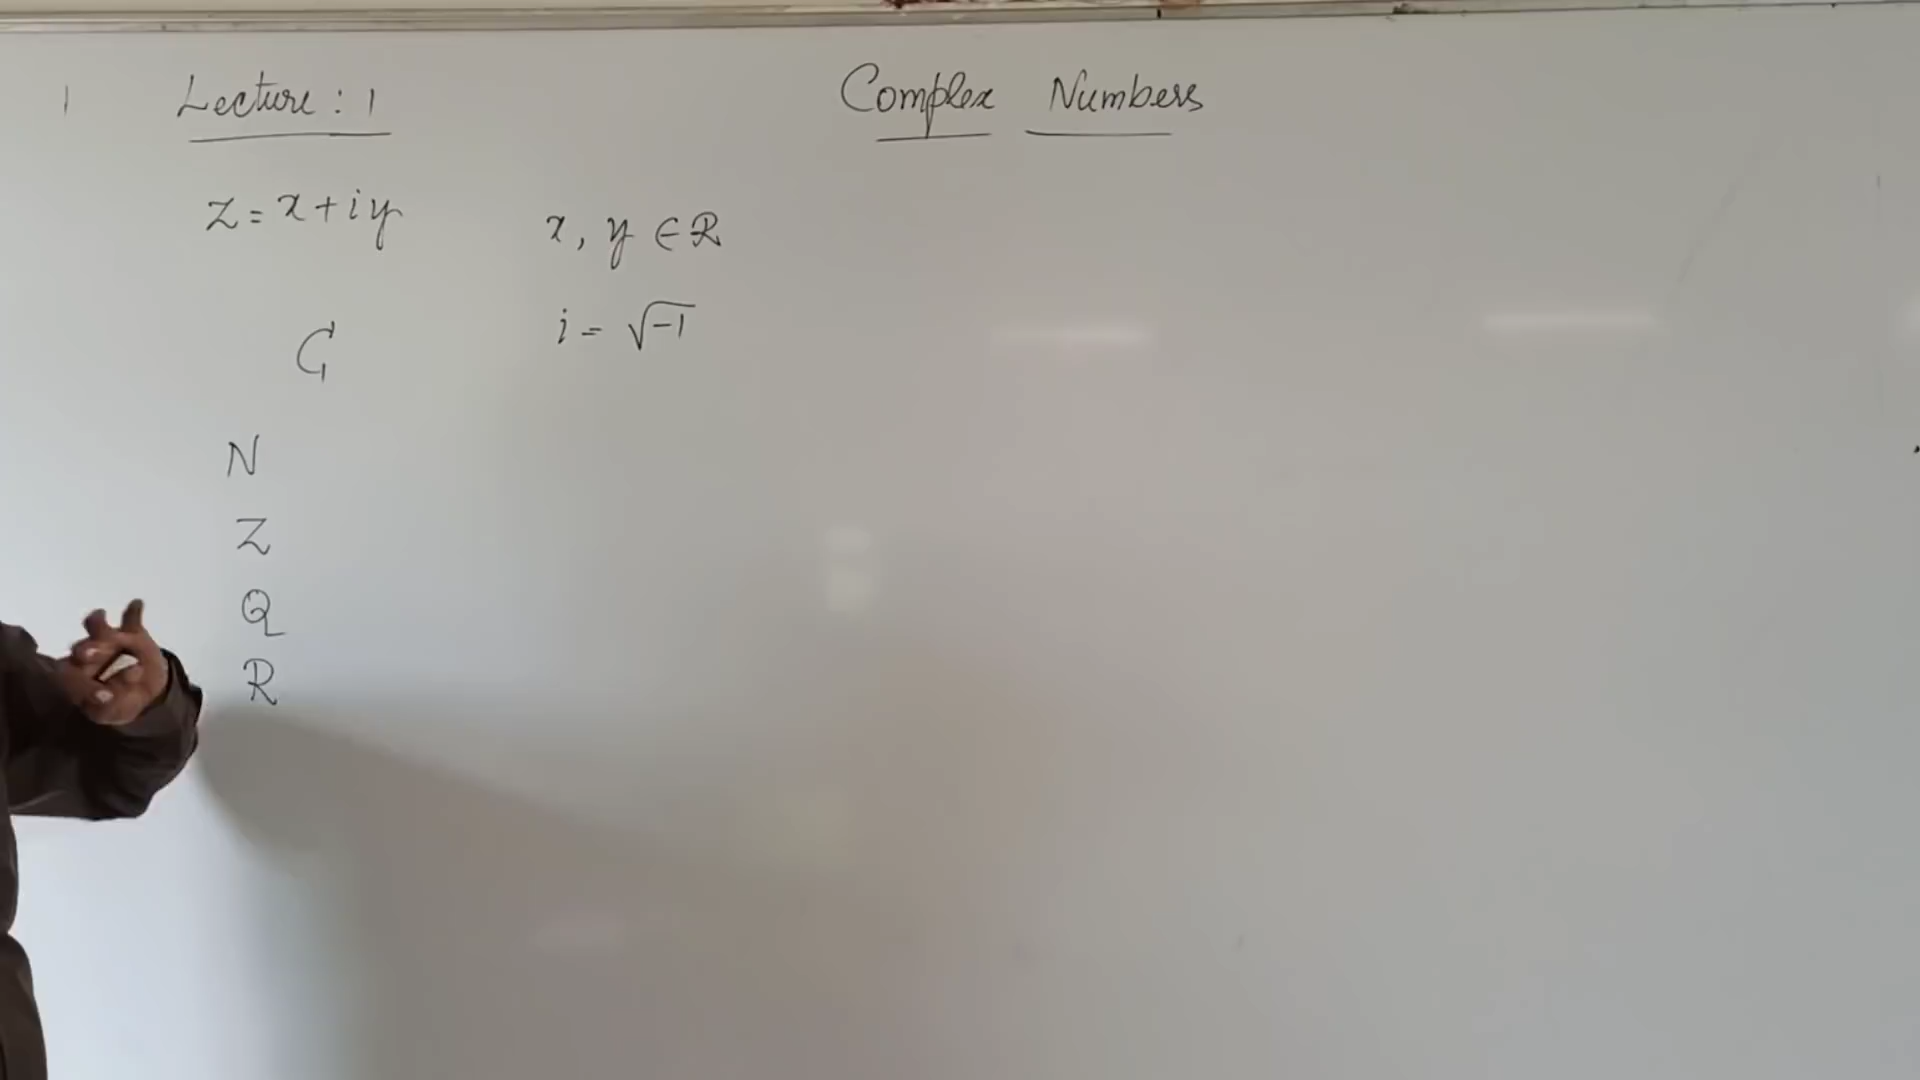 Lecture : 1
Complex Numbers
z = x + iy
x, y ∈ R
i = √-1
C
N
Z
Q
R